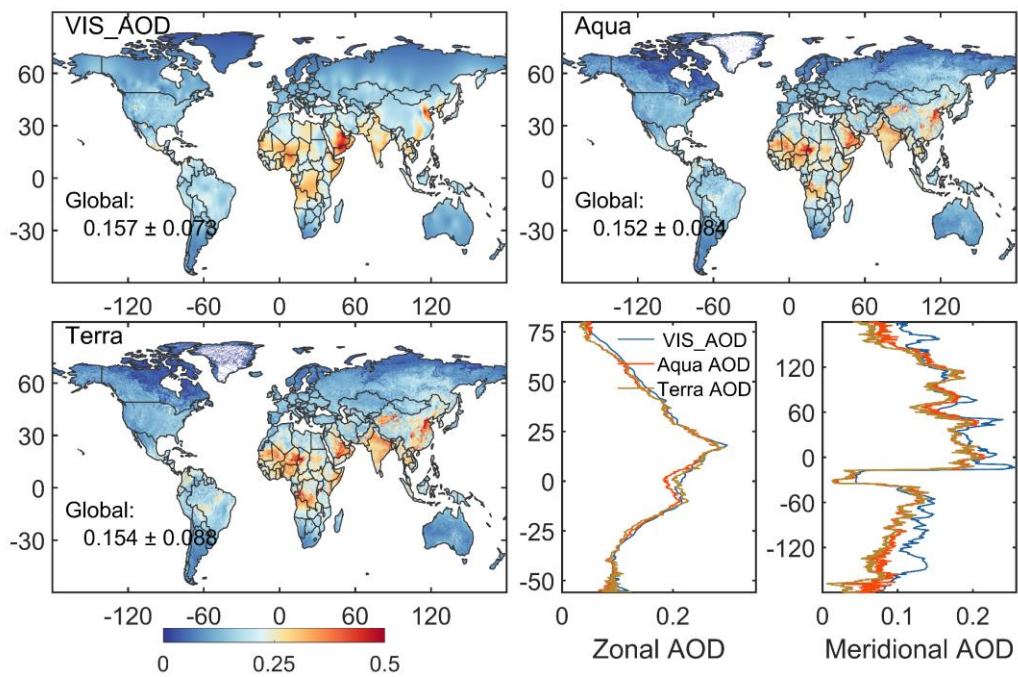 VIS_AOD
60
30
0
-30
Global:
0.157 ± 0.073
-120 -60 0 60 120
Aqua
60
30
0
-30
Global:
0.152 ± 0.084
-120 -60 0 60 120
Terra
60
30
0
-30
Global:
0.154 ± 0.088
-120 -60 0 60 120
0 0.25 0.5
75
50
25
0
-25
-50
VIS_AOD
Aqua AOD
Terra AOD
0 0.2
Zonal AOD
120
60
0
-60
-120
0 0.1 0.2
Meridional AOD